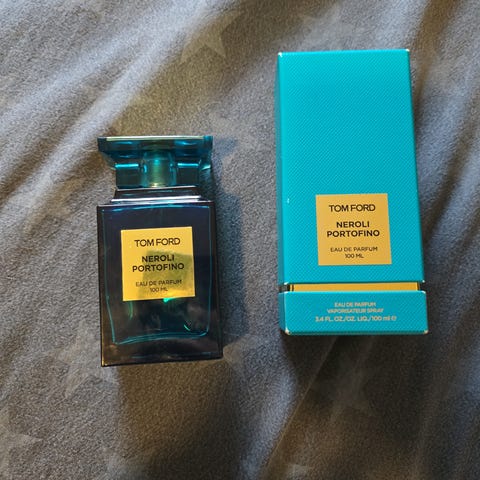 TOM FORD
NEROLI
PORTOFINO
EAU DE PARFUM
100 ML
TOM FORD
NEROLI
PORTOFINO
EAU DE PARFUM
100 ML
EAU DE PARFUM
VAPORISATEUR SPRAY
3.4 FL.OZ./OZ. LIQ./100 ml ℮